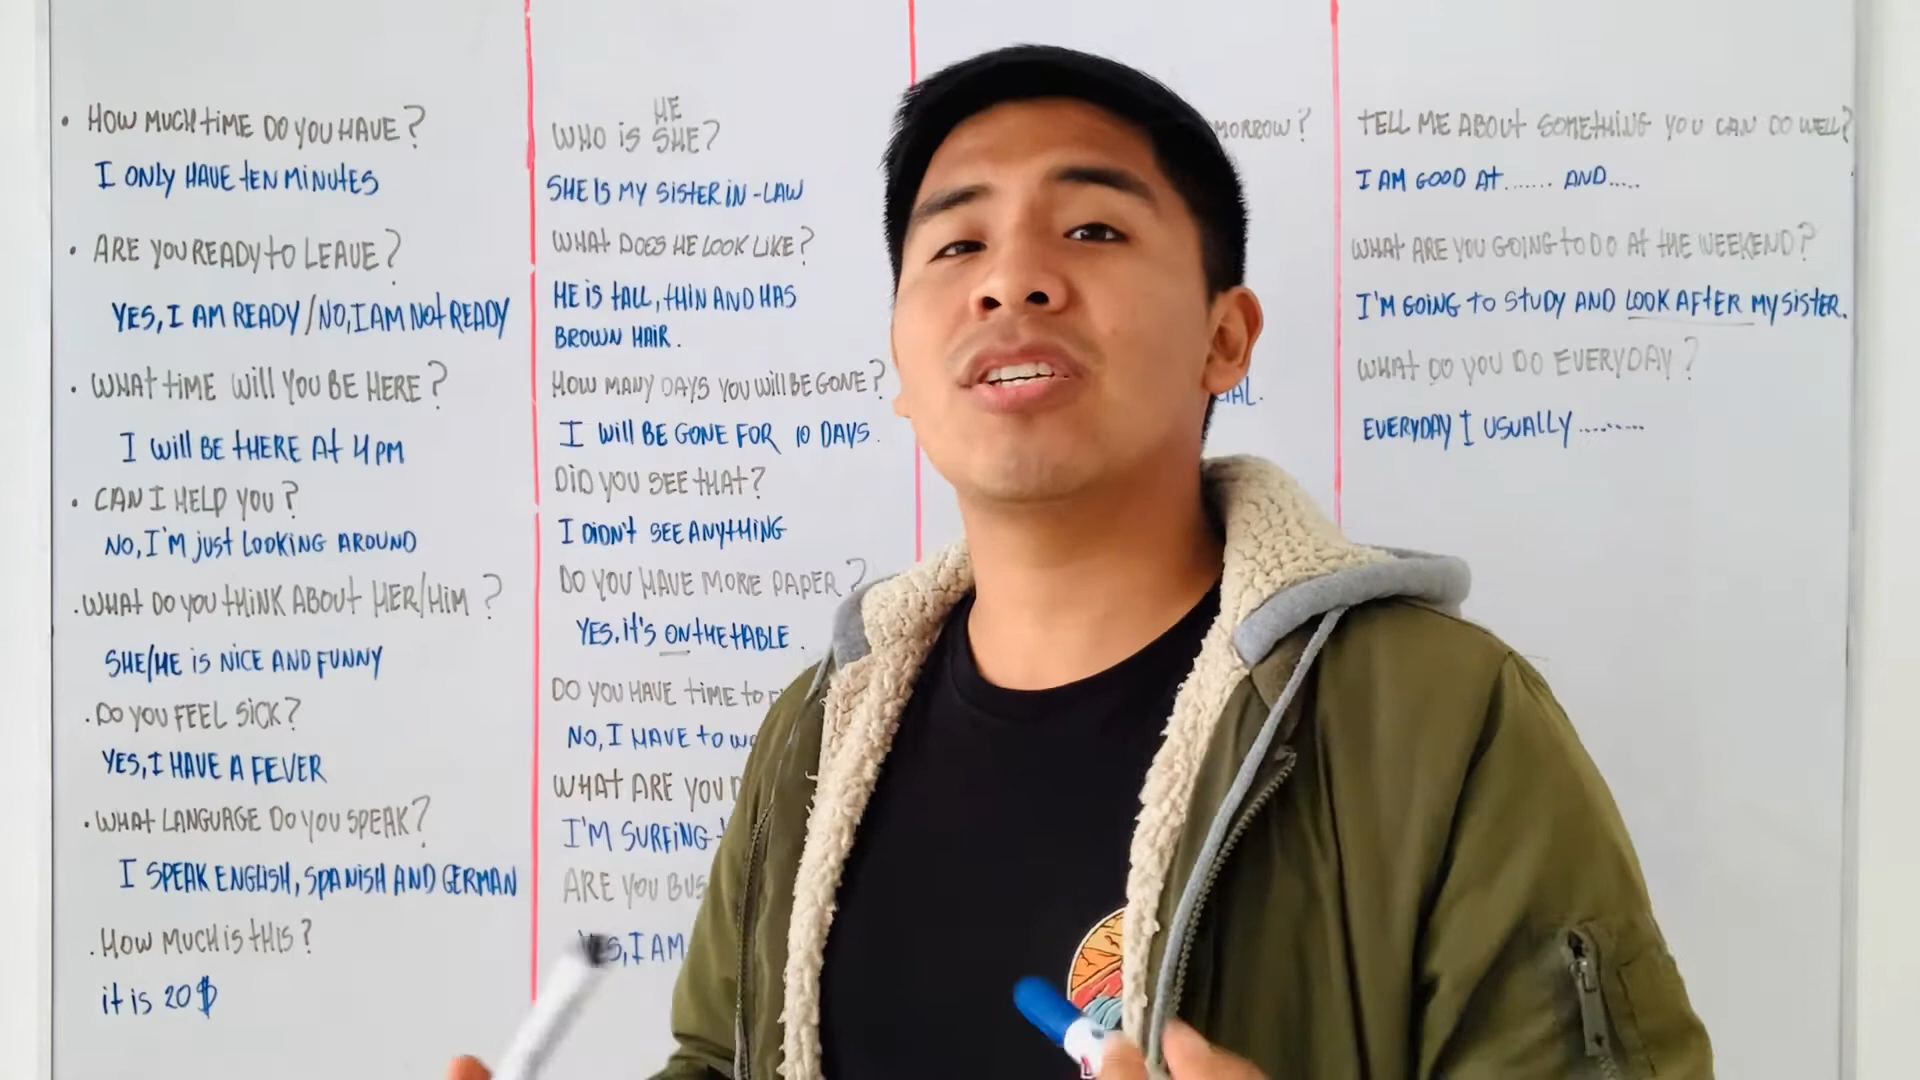 • HOW MUCH TIME DO YOU HAVE?
I ONLY HAVE TEN MINUTES
• ARE YOU READY TO LEAVE?
YES, I AM READY / NO, I AM NOT READY
• WHAT TIME WILL YOU BE HERE?
I WILL BE THERE AT 4 PM
• CAN I HELP YOU?
NO, I'M JUST LOOKING AROUND
. WHAT DO YOU THINK ABOUT HER/HIM ?
SHE/HE IS NICE AND FUNNY
. DO YOU FEEL SICK?
YES, I HAVE A FEVER
. WHAT LANGUAGE DO YOU SPEAK?
I SPEAK ENGLISH, SPANISH AND GERMAN
. HOW MUCH IS THIS?
IT IS 20$
HE
WHO IS SHE?
SHE IS MY SISTER IN-LAW
WHAT DOES HE LOOK LIKE?
HE IS TALL, THIN AND HAS
BROWN HAIR.
HOW MANY DAYS YOU WILL BE GONE?
I WILL BE GONE FOR 10 DAYS.
DID YOU SEE THAT?
I DIDN'T SEE ANYTHING
DO YOU HAVE MORE PAPER?
YES, IT'S ON THE TABLE.
DO YOU HAVE TIME TO
NO, I HAVE TO
WHAT ARE YOU
I'M SURFING
ARE YOU
YES, I AM
TELL ME ABOUT SOMETHING YOU CAN DO WELL?
I AM GOOD AT....... AND.....
WHAT ARE YOU GOING TO DO AT THE WEEKEND?
I'M GOING TO STUDY AND LOOK AFTER MY SISTER.
WHAT DO YOU DO EVERYDAY?
EVERYDAY I USUALLY.........